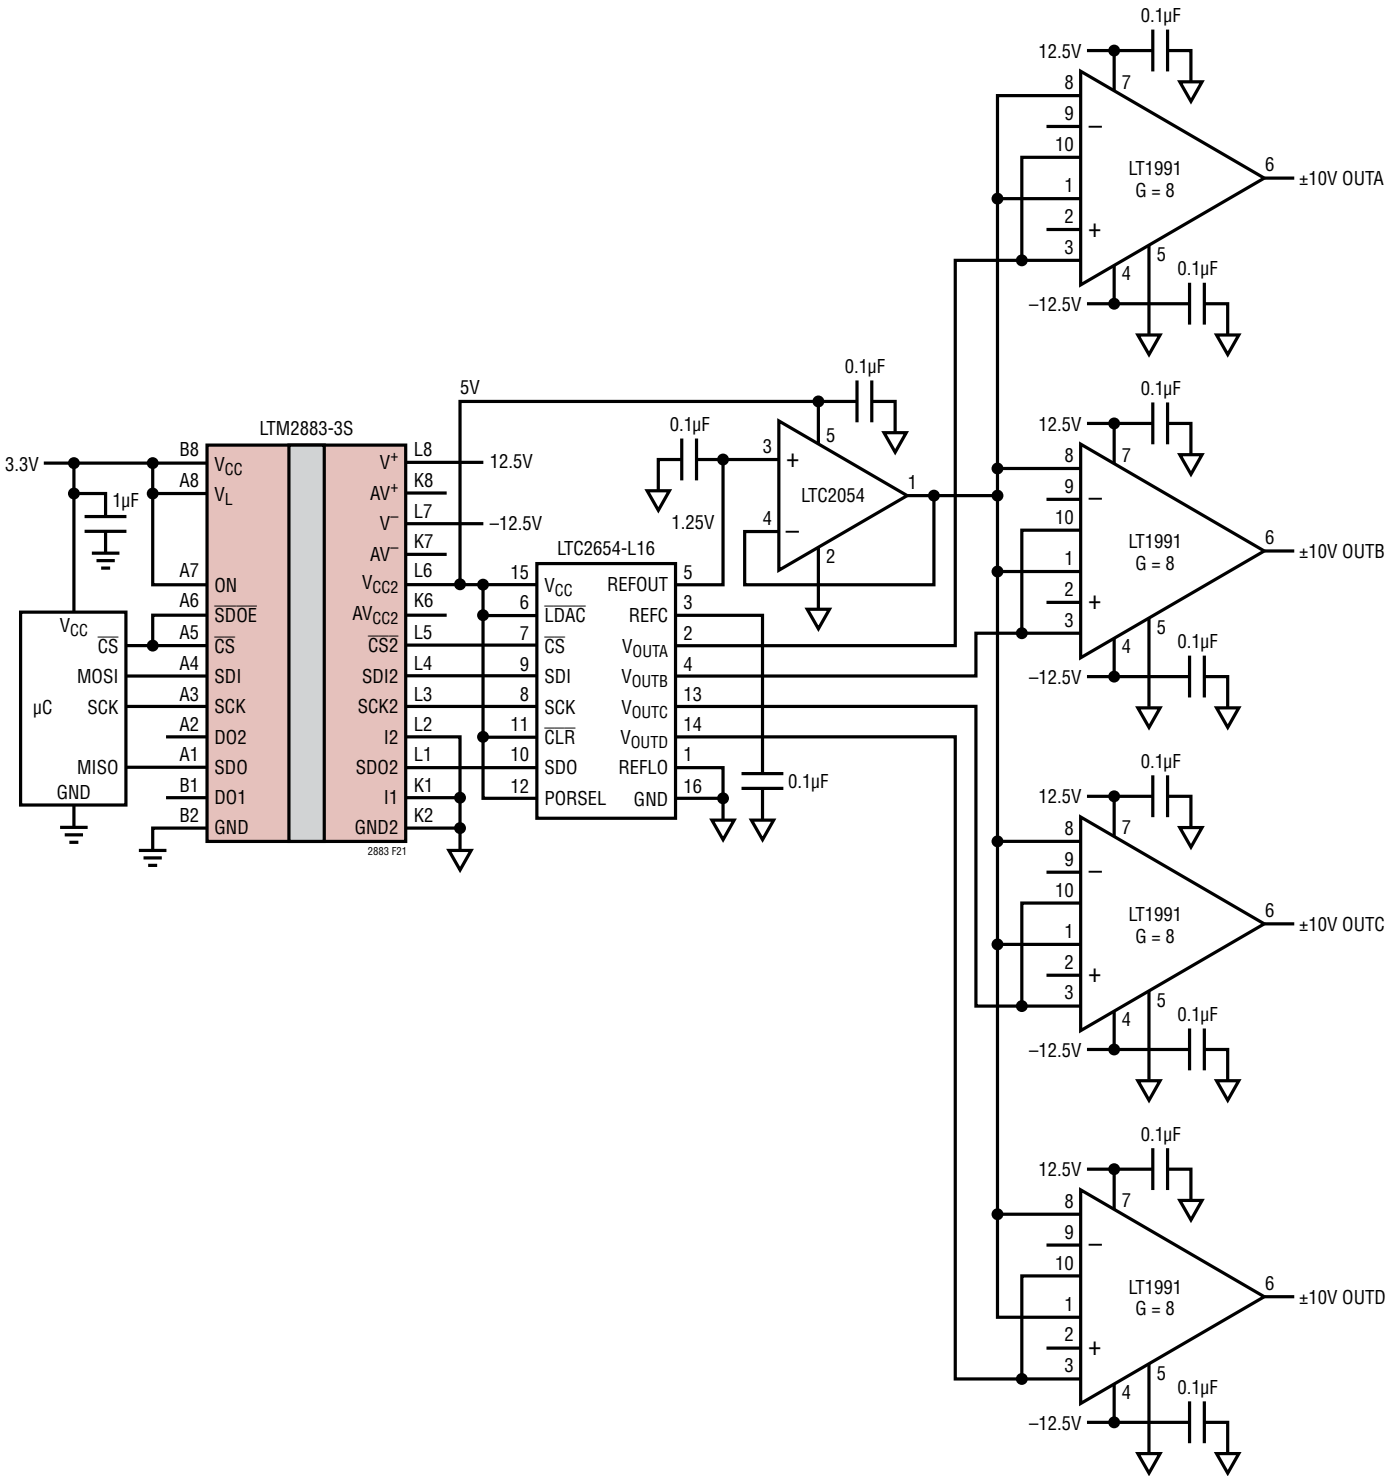 0.1µF
12.5V
7
8
9
–
10
1
2
+
3
LT1991
G = 8
6
±10V OUTA
5
4
0.1µF
–12.5V
0.1µF
12.5V
7
8
9
–
10
1
2
+
3
LT1991
G = 8
6
±10V OUTB
5
4
0.1µF
–12.5V
0.1µF
12.5V
7
8
9
–
10
1
2
+
3
LT1991
G = 8
6
±10V OUTC
5
4
0.1µF
–12.5V
0.1µF
12.5V
7
8
9
–
10
1
2
+
3
LT1991
G = 8
6
±10V OUTD
5
4
0.1µF
–12.5V
5V
0.1µF
0.1µF
3
+
5
LTC2054
1
4
–
2
1.25V
LTM2883-3S
3.3V
1µF
B8 VCC
A8 VL
A7 ON
A6 SDOE
A5 CS
A4 SDI
A3 SCK
A2 DO2
A1 SDO
B1 DO1
B2 GND
V+ L8 12.5V
AV+ K8
V– L7 –12.5V
AV– K7
VCC2 L6
AVCC2 K6
CS2 L5
SDI2 L4
SCK2 L3
I2 L2
SDO2 L1
I1 K1
GND2 K2
2883 F21
VCC
CS
MOSI
µC
SCK
MISO
GND
LTC2654-L16
15 VCC
6 LDAC
7 CS
9 SDI
8 SCK
11 CLR
10 SDO
12 PORSEL
REFOUT 5
REFC 3
VOUTA 2
VOUTB 4
VOUTC 13
VOUTD 14
REFLO 1
GND 16
0.1µF